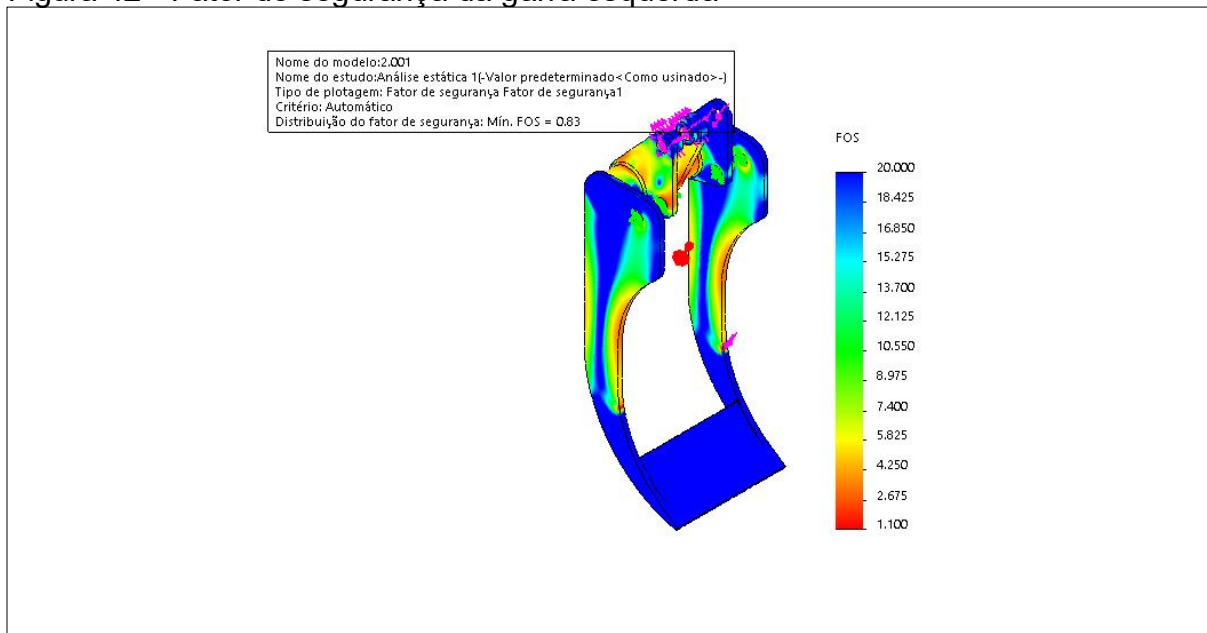 Figura 42 - Fator de segurança da garra esquerda
Nome do modelo:2.001
Nome do estudo:Análise estática 1(-Valor predeterminado<Como usinado>-)
Tipo de plotagem: Fator de segurança Fator de segurança1
Critério: Automático
Distribuição do fator de segurança: Mín. FOS = 0.83
FOS
20.000
18.425
16.850
15.275
13.700
12.125
10.550
8.975
7.400
5.825
4.250
2.675
1.100